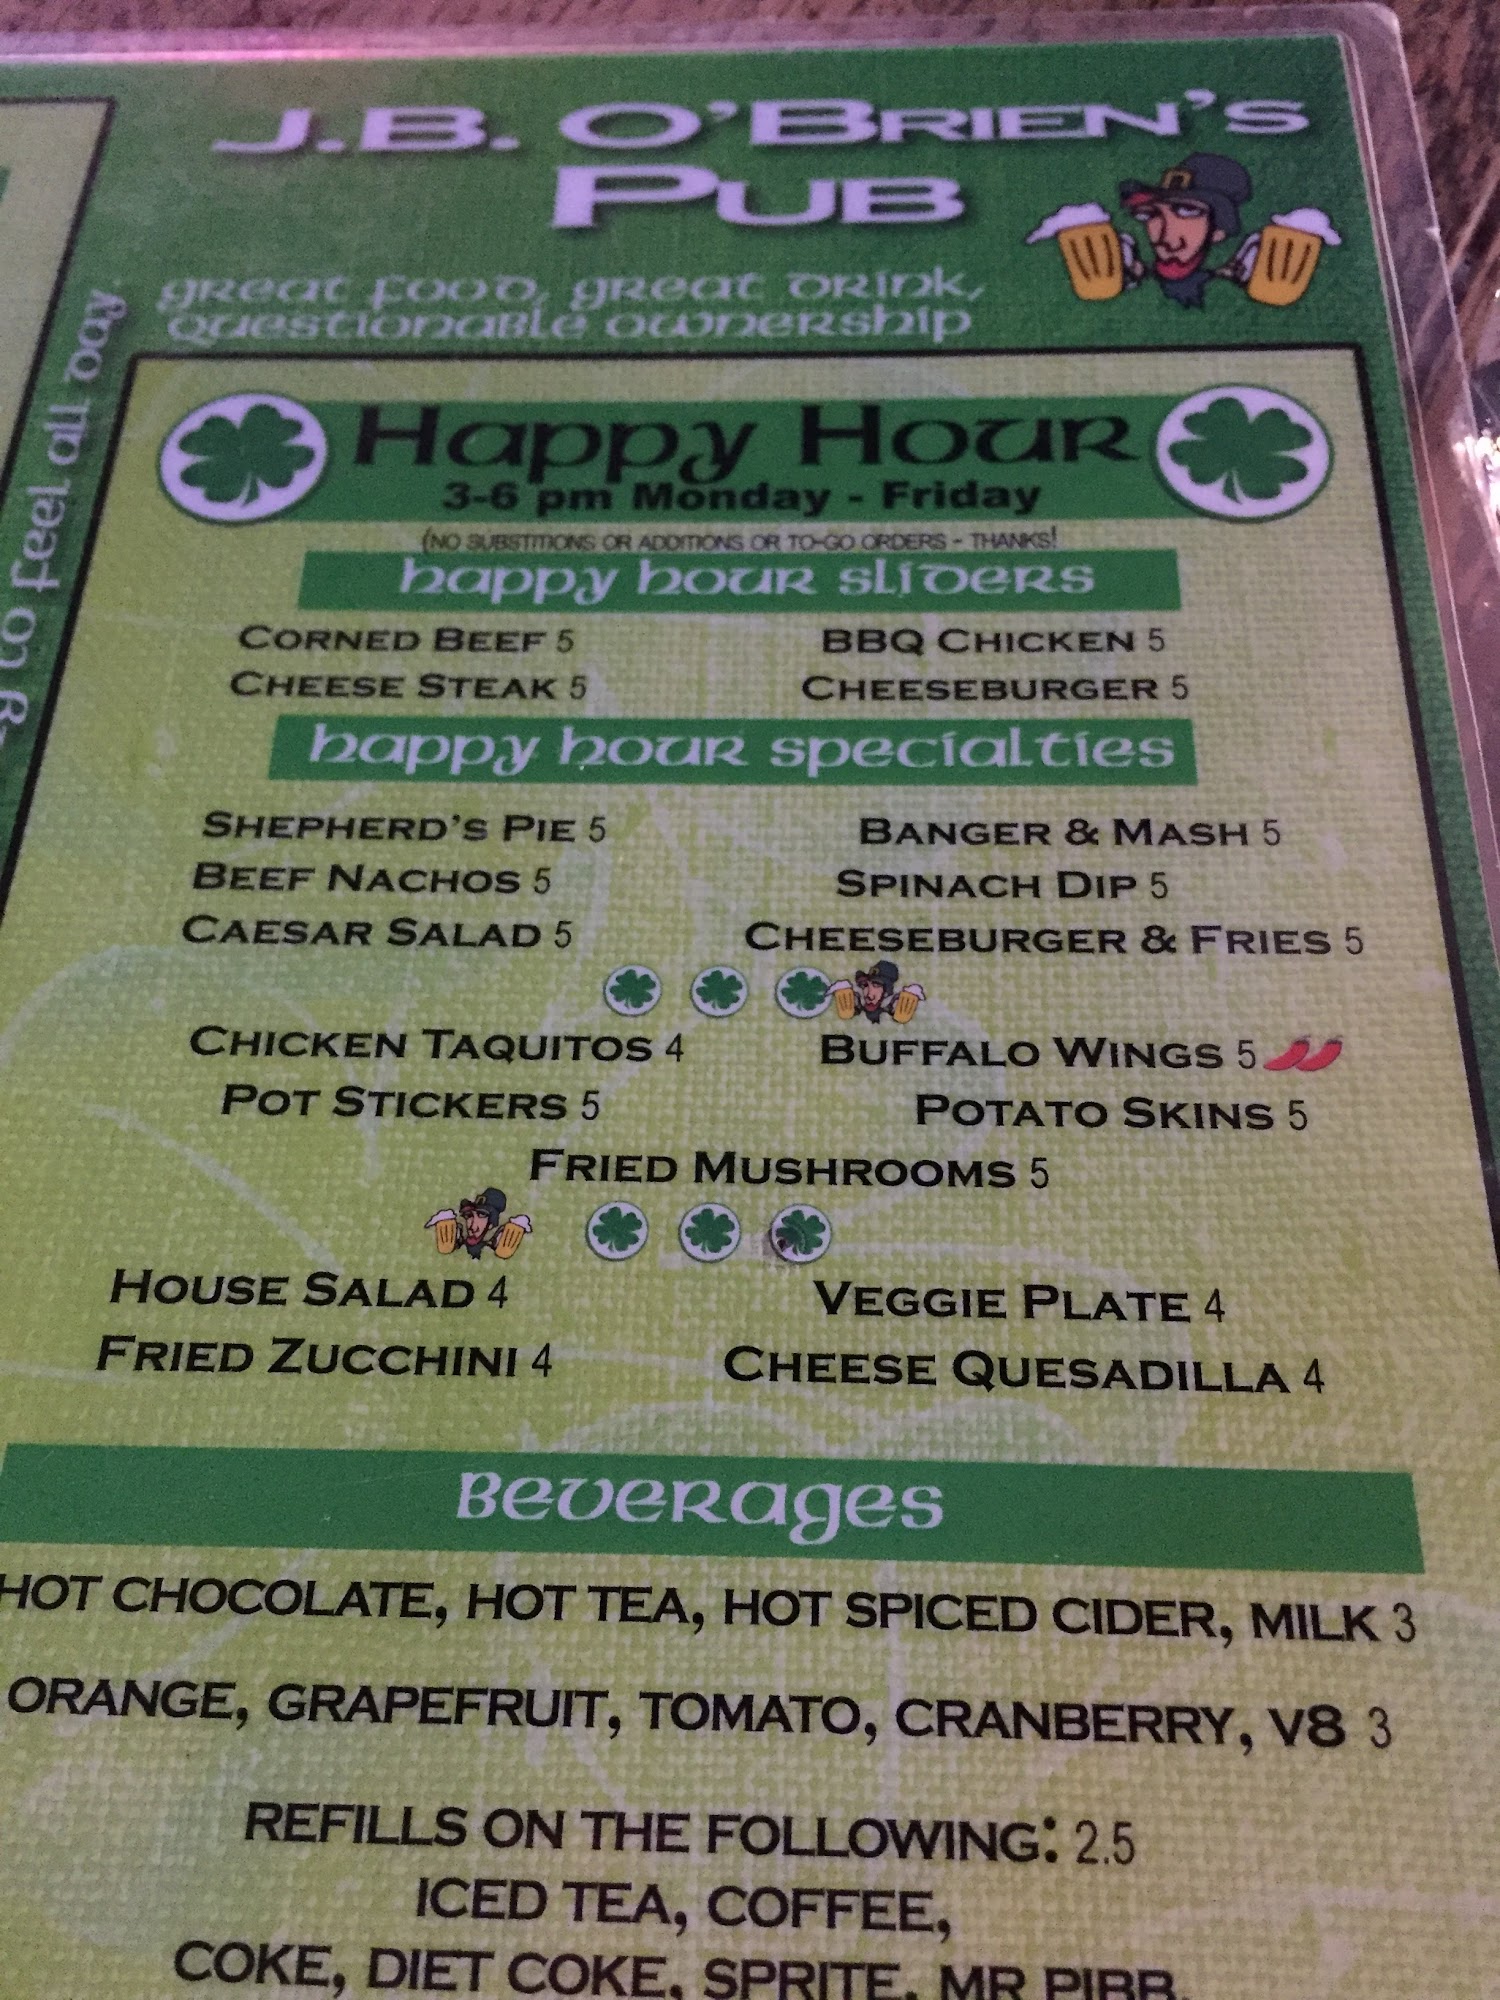 J.B. O'Brien's
Pub
great food, great drink,
questionable ownership
to feel all day.
Happy Hour
3-6 pm Monday - Friday
(NO SUBSTITIONS OR ADDITIONS OR TO-GO ORDERS - THANKS!
happy hour sliders
Corned Beef 5 BBQ Chicken 5
Cheese Steak 5 Cheeseburger 5
happy hour specialties
Shepherd's Pie 5 Banger & Mash 5
Beef Nachos 5 Spinach Dip 5
Caesar Salad 5 Cheeseburger & Fries 5
Chicken Taquitos 4 Buffalo Wings 5
Pot Stickers 5 Potato Skins 5
Fried Mushrooms 5
House Salad 4 Veggie Plate 4
Fried Zucchini 4 Cheese Quesadilla 4
Beverages
HOT CHOCOLATE, HOT TEA, HOT SPICED CIDER, MILK 3
ORANGE, GRAPEFRUIT, TOMATO, CRANBERRY, V8 3
REFILLS ON THE FOLLOWING: 2.5
ICED TEA, COFFEE,
COKE, DIET COKE, SPRITE, MR PIBB,